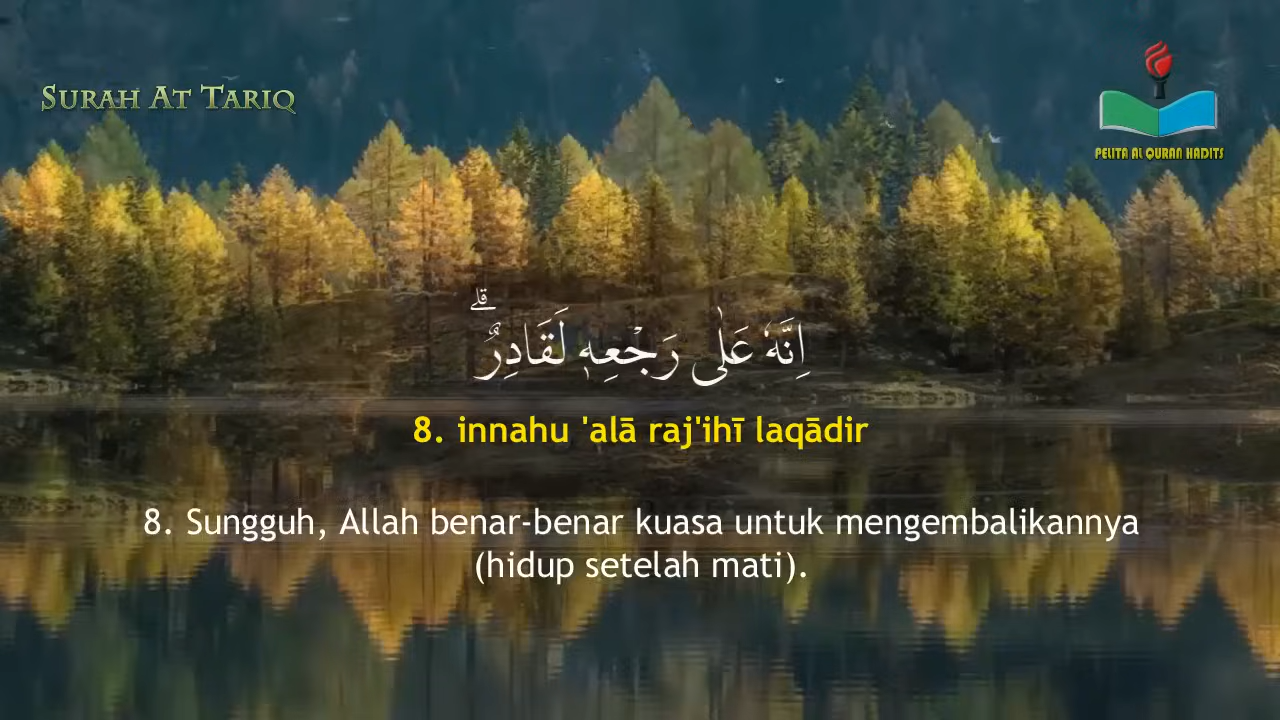 SURAH AT TARIQ
PELITA AL QURAN HADITS
اِنَّهٗ عَلٰى رَجْعِهٖ لَقَادِرٌۗ
8. innahu 'alā raj'ihī laqādir
8. Sungguh, Allah benar-benar kuasa untuk mengembalikannya
(hidup setelah mati).